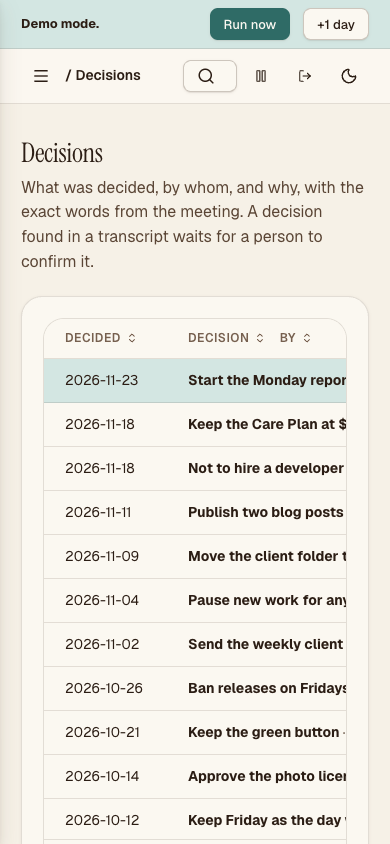 Demo mode.
Run now
+1 day
/ Decisions
Decisions
What was decided, by whom, and why, with the
exact words from the meeting. A decision
found in a transcript waits for a person to
confirm it.
DECIDED DECISION BY
2026-11-23 Start the Monday repor
2026-11-18 Keep the Care Plan at $
2026-11-18 Not to hire a developer
2026-11-11 Publish two blog posts
2026-11-09 Move the client folder t
2026-11-04 Pause new work for any
2026-11-02 Send the weekly client
2026-10-26 Ban releases on Fridays
2026-10-21 Keep the green button
2026-10-14 Approve the photo licen
2026-10-12 Keep Friday as the day